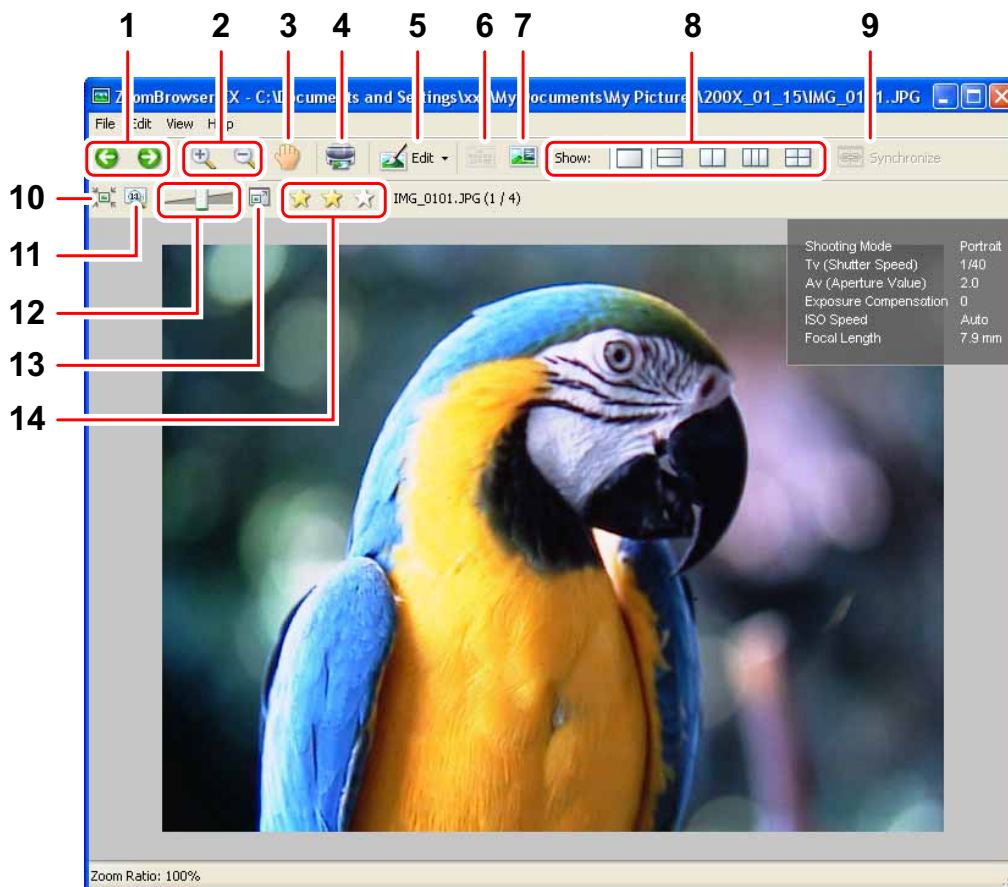 1 2 3 4 5 6 7 8 9
ZoomBrowser EX - C:\Documents and Settings\xxx\My Documents\My Pictures\200X_01_15\IMG_0101.JPG
File Edit View Help
Edit Show: Synchronize
10 IMG_0101.JPG (1 / 4)
11
12
13
14
Shooting Mode Portrait
Tv (Shutter Speed) 1/40
Av (Aperture Value) 2.0
Exposure Compensation 0
ISO Speed Auto
Focal Length 7.9 mm
Zoom Ratio: 100%